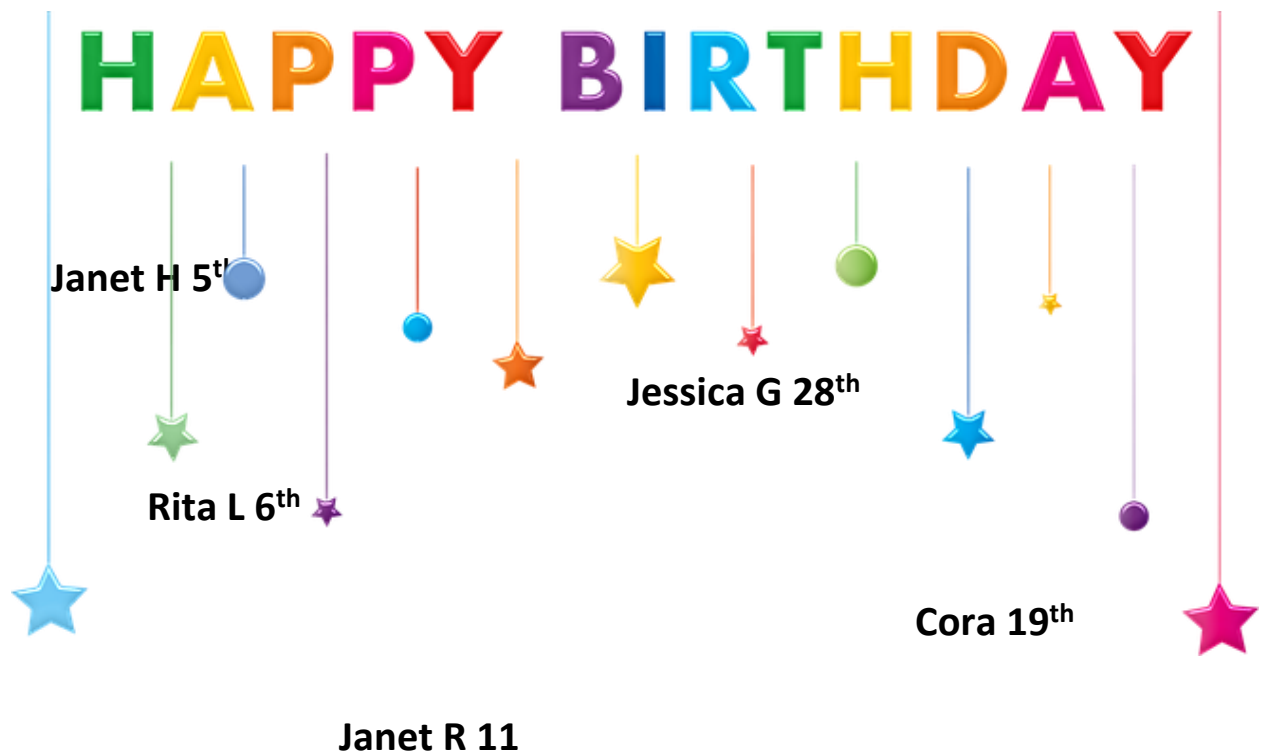 HAPPY BIRTHDAY
Janet H 5th
Jessica G 28th
Rita L 6th
Cora 19th
Janet R 11